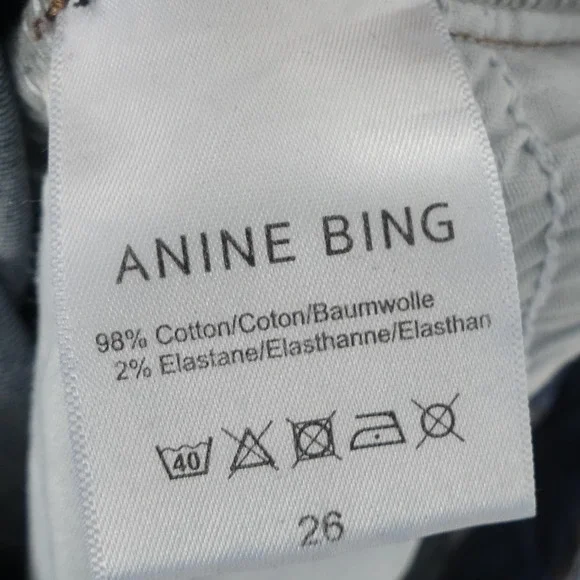 ANINE BING
98% Cotton/Coton/Baumwolle
2% Elastane/Elasthanne/Elasthan
40
26